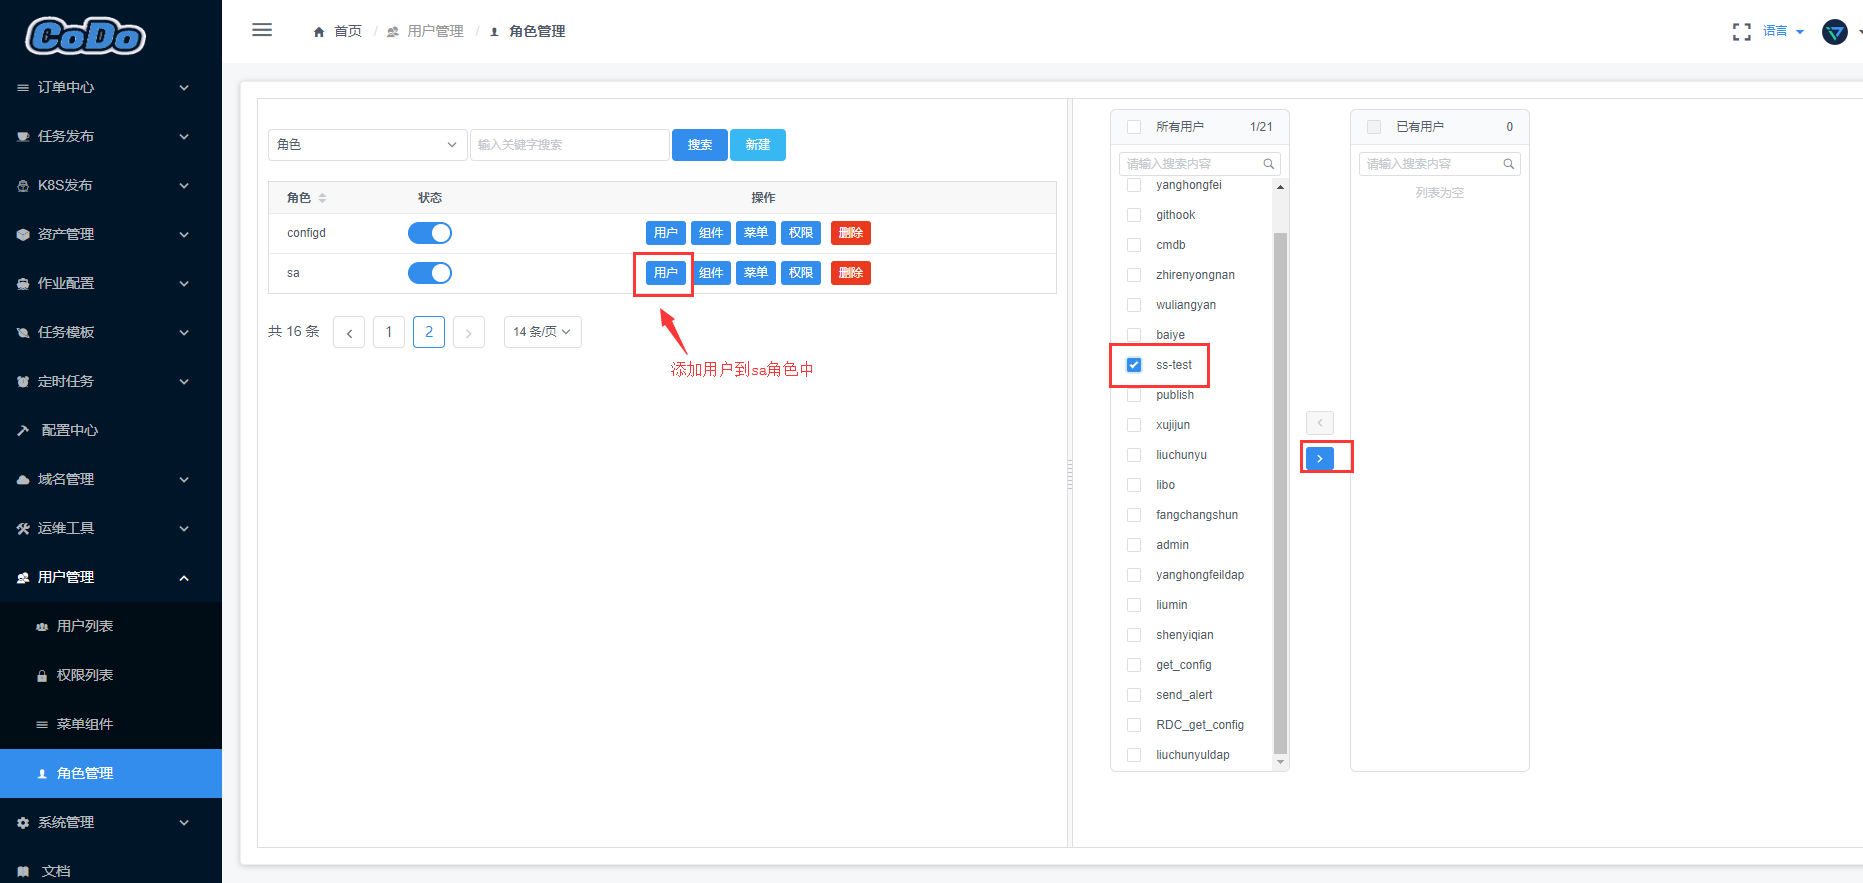 CoDo
订单中心
任务发布
K8S发布
资产管理
作业配置
任务模板
定时任务
配置中心
域名管理
运维工具
用户管理
用户列表
权限列表
菜单组件
角色管理
系统管理
文档
首页 / 用户管理 / 角色管理
语言
角色 输入关键字搜索 搜索 新建
角色 状态 操作
configd 用户 组件 菜单 权限 删除
sa 用户 组件 菜单 权限 删除
共 16 条 1 2 14 条/页
添加用户到sa角色中
所有用户 1/21
请输入搜索内容
yanghongfei
githook
cmdb
zhirenyongnan
wuliangyan
baiye
ss-test
publish
xujijun
liuchunyu
libo
fangchangshun
admin
yanghongfeildap
liumin
shenyiqian
get_config
send_alert
RDC_get_config
liuchunyuldap
已有用户 0
请输入搜索内容
列表为空